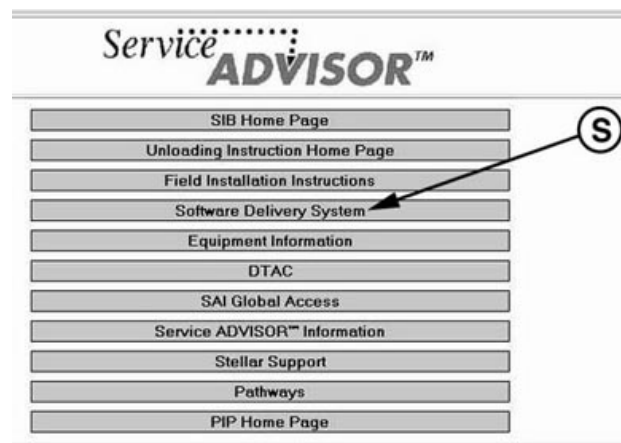 Service
ADVISOR™
SIB Home Page
Unloading Instruction Home Page
Field Installation Instructions
Software Delivery System
S
Equipment Information
DTAC
SAI Global Access
Service ADVISOR™ Information
Stellar Support
Pathways
PIP Home Page